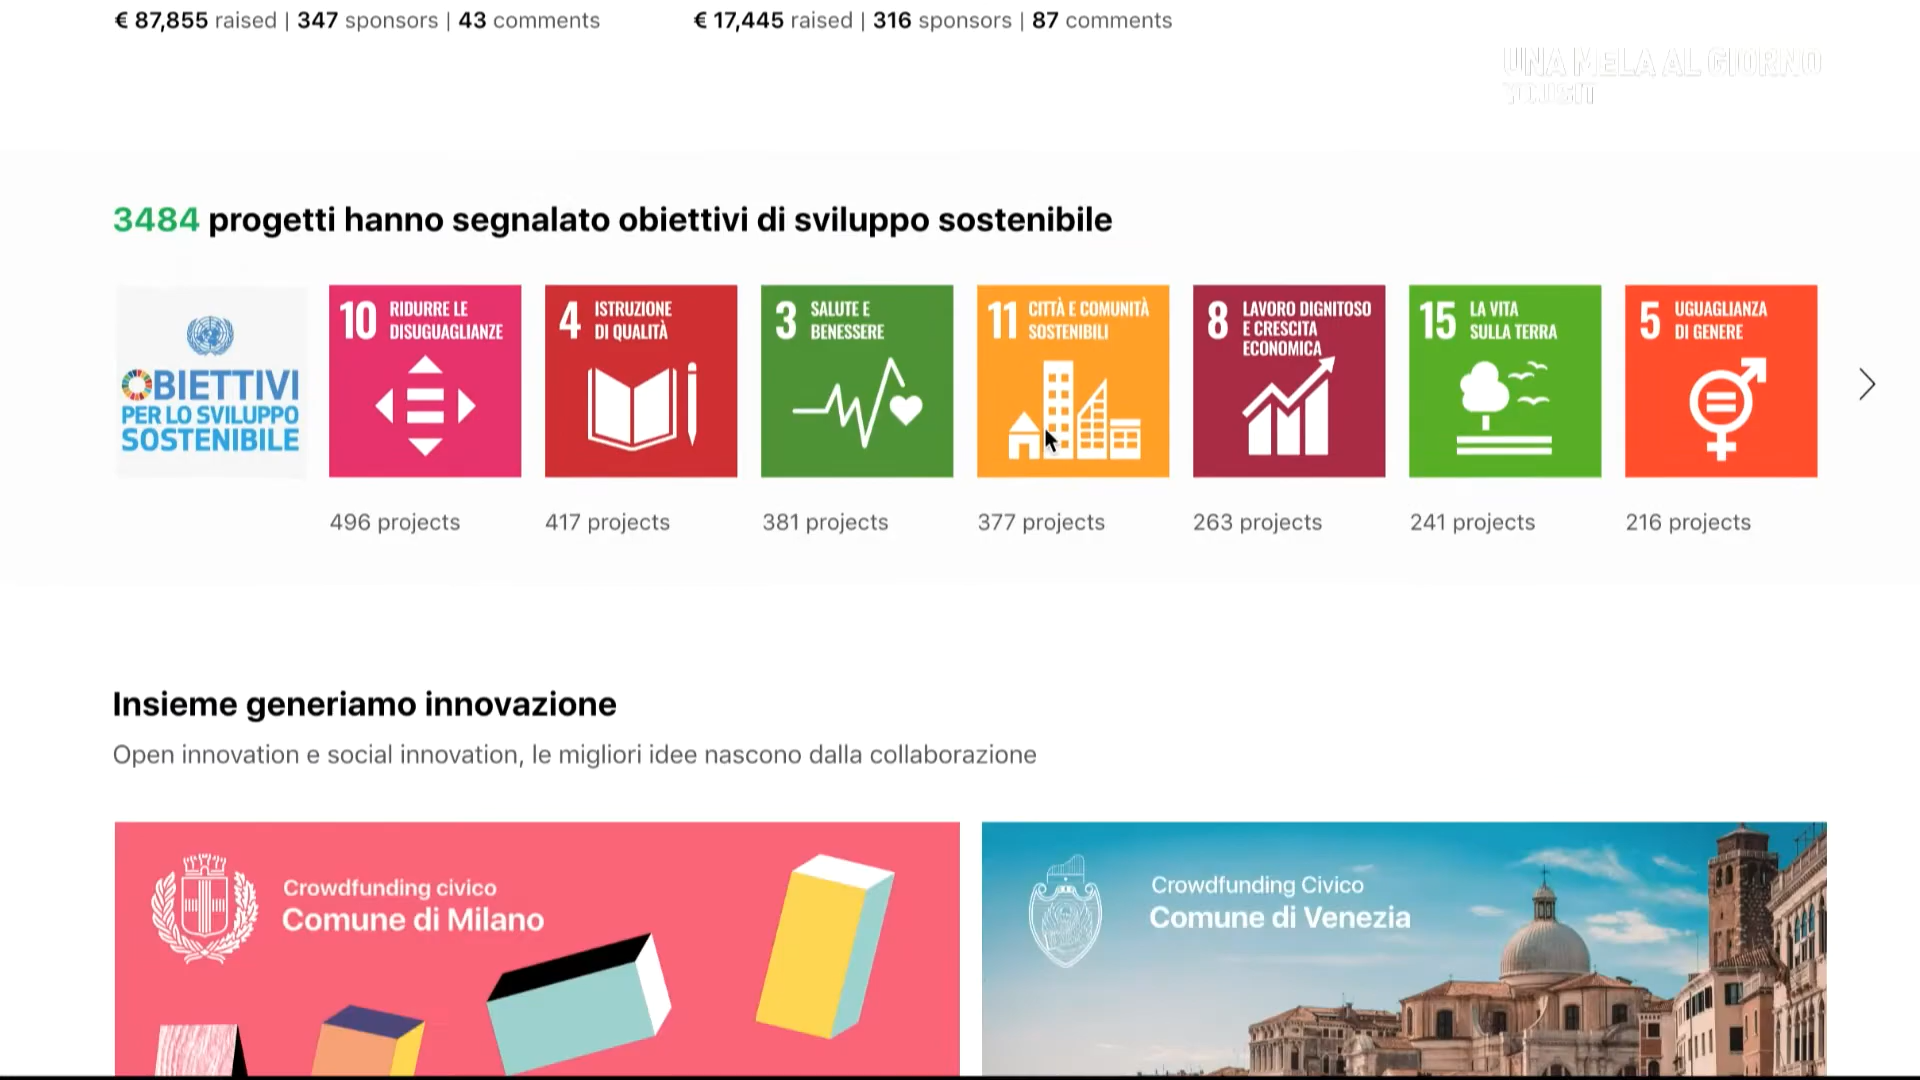 € 87,855 raised | 347 sponsors | 43 comments
€ 17,445 raised | 316 sponsors | 87 comments
UNA MELA AL GIORNO
3484 progetti hanno segnalato obiettivi di sviluppo sostenibile
OBIETTIVI
PER LO SVILUPPO
SOSTENIBILE
10 RIDURRE LE
DISUGUAGLIANZE
496 projects
4 ISTRUZIONE
DI QUALITÀ
417 projects
3 SALUTE E
BENESSERE
381 projects
11 CITTÀ E COMUNITÀ
SOSTENIBILI
377 projects
8 LAVORO DIGNITOSO
E CRESCITA
ECONOMICA
263 projects
15 LA VITA
SULLA TERRA
241 projects
5 UGUAGLIANZA
DI GENERE
216 projects
Insieme generiamo innovazione
Open innovation e social innovation, le migliori idee nascono dalla collaborazione
Crowdfunding civico
Comune di Milano
Crowdfunding Civico
Comune di Venezia